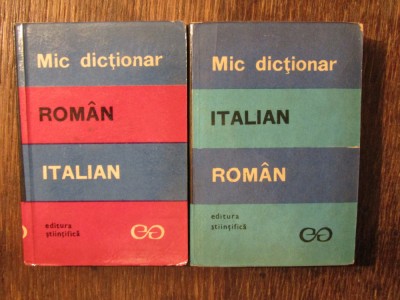 Mic dicționar
ROMÂN
ITALIAN
editura
științifică
Mic dicționar
ITALIAN
ROMÂN
editura
științifică